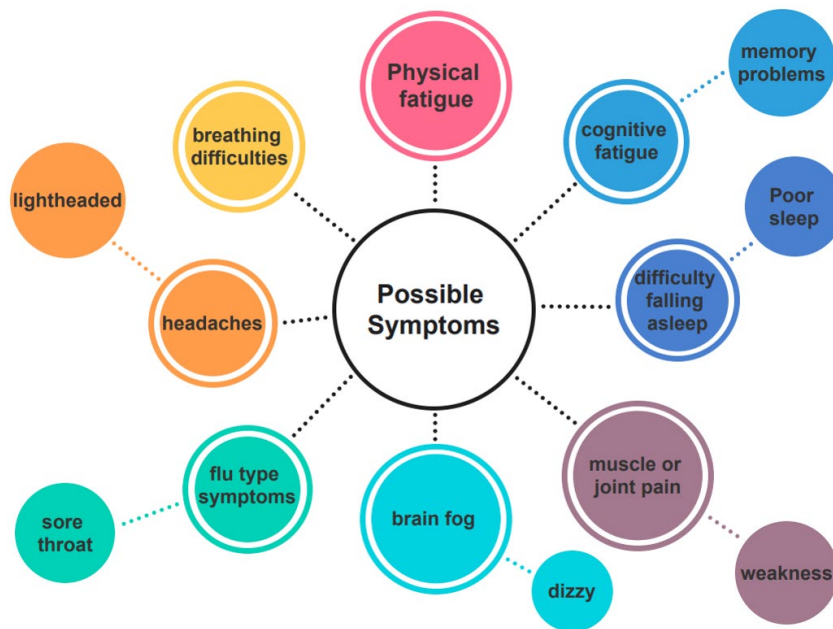 Physical
fatigue
memory
problems
cognitive
fatigue
breathing
difficulties
lightheaded
Poor
sleep
difficulty
falling
asleep
Possible
Symptoms
headaches
muscle or
joint pain
flu type
symptoms
brain fog
sore
throat
dizzy
weakness